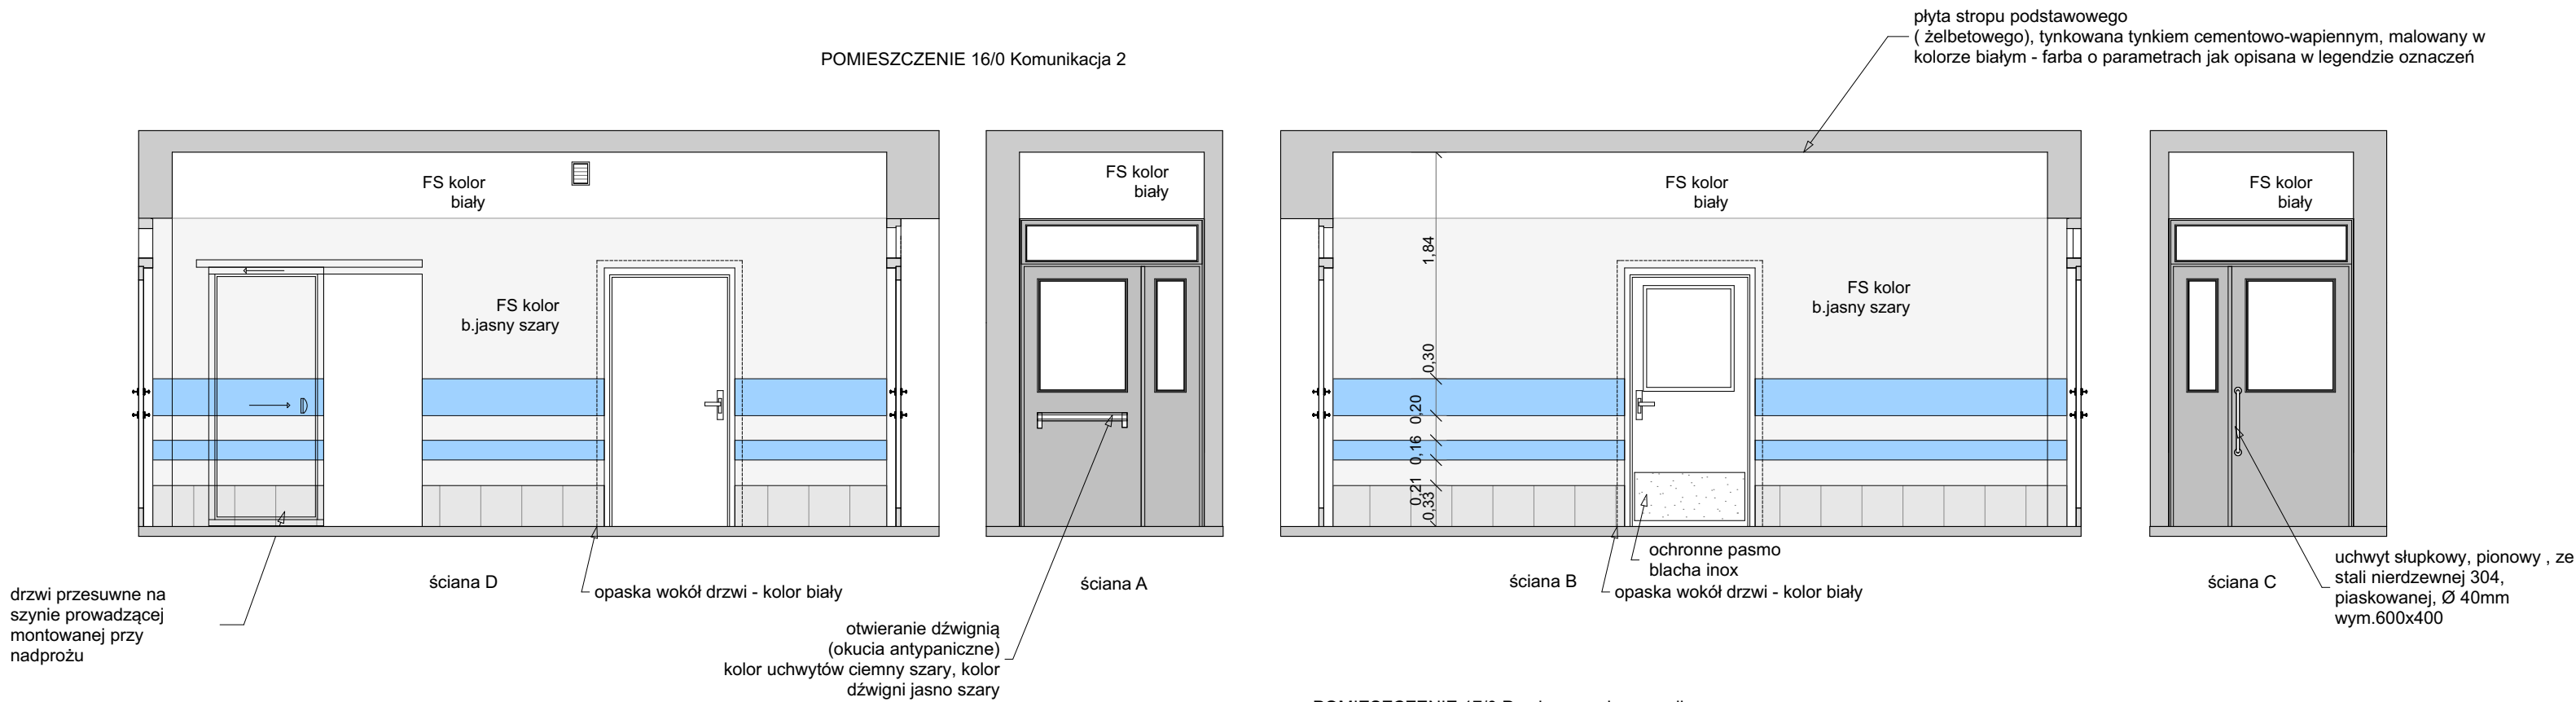 POMIESZCZENIE 16/0 Komunikacja 2
płyta stropu podstawowego
( żelbetowego), tynkowana tynkiem cementowo-wapiennym, malowany w
kolorze białym - farba o parametrach jak opisana w legendzie oznaczeń
FS kolor
biały
FS kolor
b.jasny szary
ściana D
drzwi przesuwne na
szynie prowadzącej
montowanej przy
nadprożu
opaska wokół drzwi - kolor biały
FS kolor
biały
ściana A
otwieranie dźwignią
(okucia antypaniczne)
kolor uchwytów ciemny szary, kolor
dźwigni jasno szary
FS kolor
biały
1,84
0,30
0,20
0,16
0,21
0,33
FS kolor
b.jasny szary
ochronne pasmo
blacha inox
ściana B
opaska wokół drzwi - kolor biały
FS kolor
biały
ściana C
uchwyt słupkowy, pionowy , ze
stali nierdzewnej 304,
piaskowanej, Ø 40mm
wym.600x400